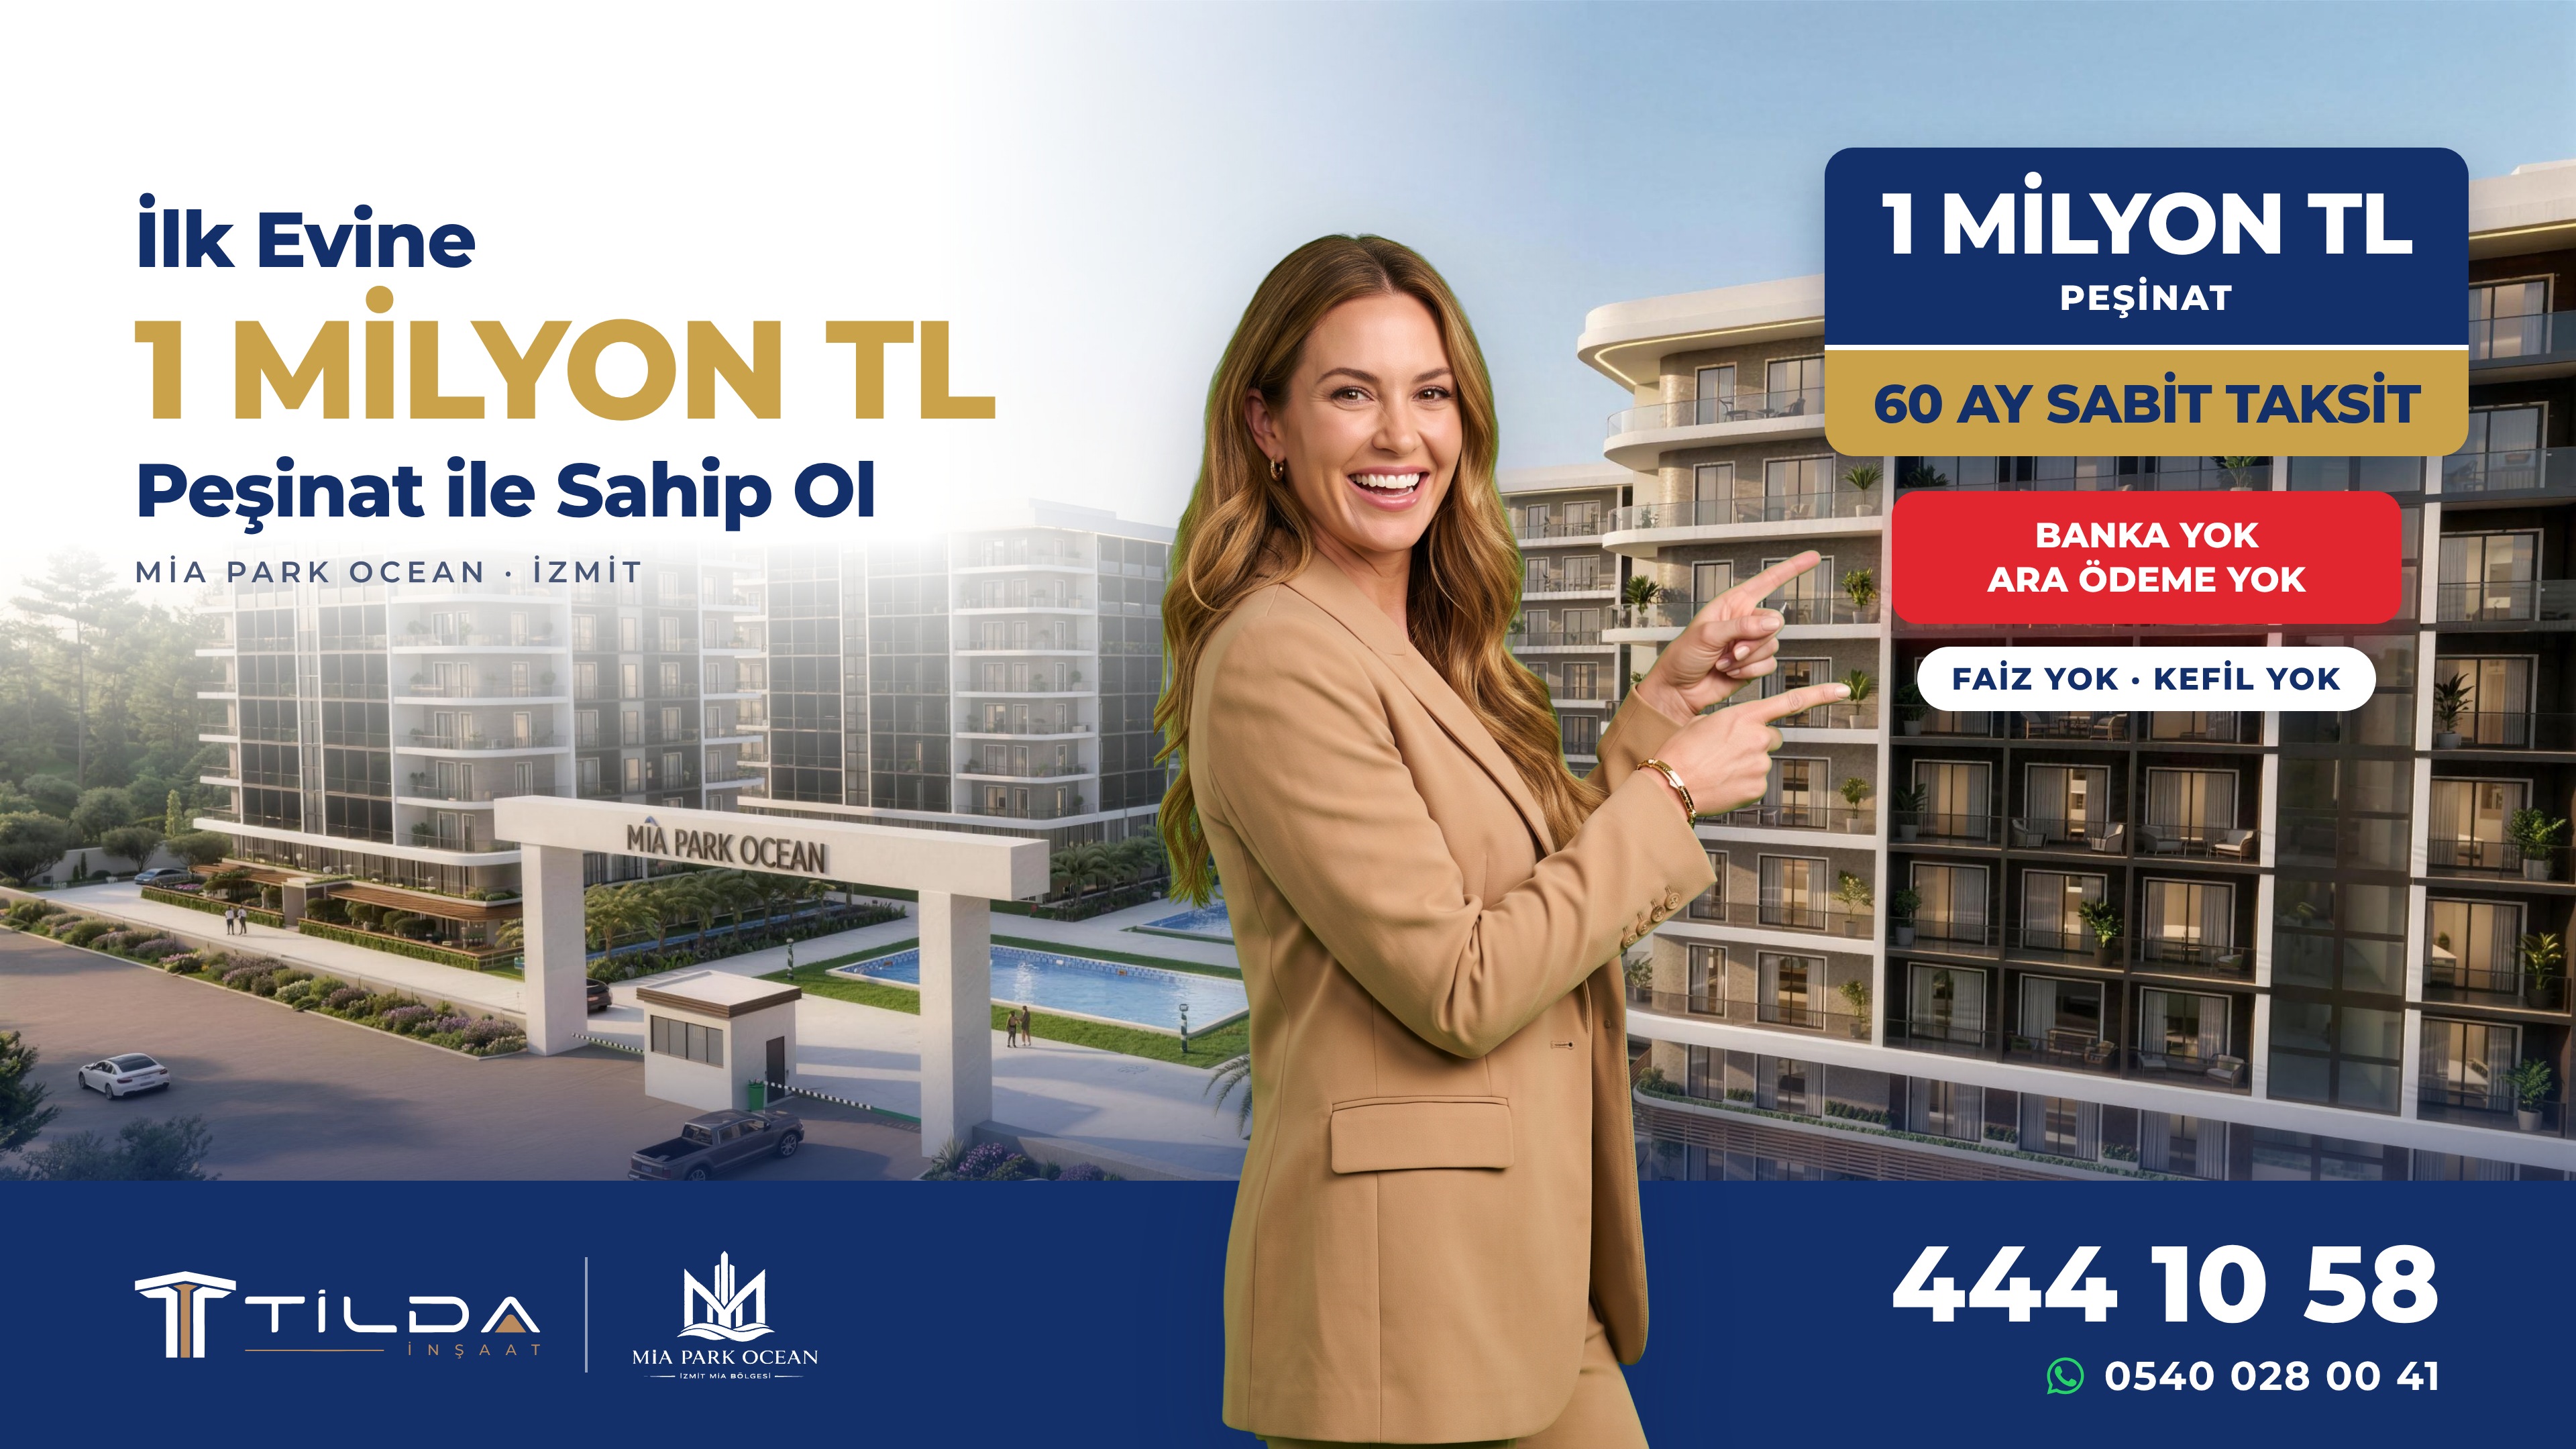 İlk Evine
1 MİLYON TL
Peşinat ile Sahip Ol
MİA PARK OCEAN · İZMİT
1 MİLYON TL
PEŞİNAT
60 AY SABİT TAKSİT
BANKA YOK
ARA ÖDEME YOK
FAİZ YOK · KEFİL YOK
MİA PARK OCEAN
TİLDA
İNŞAAT
MİA PARK OCEAN
İZMİT MİA BÖLGESİ
444 10 58
0540 028 00 41